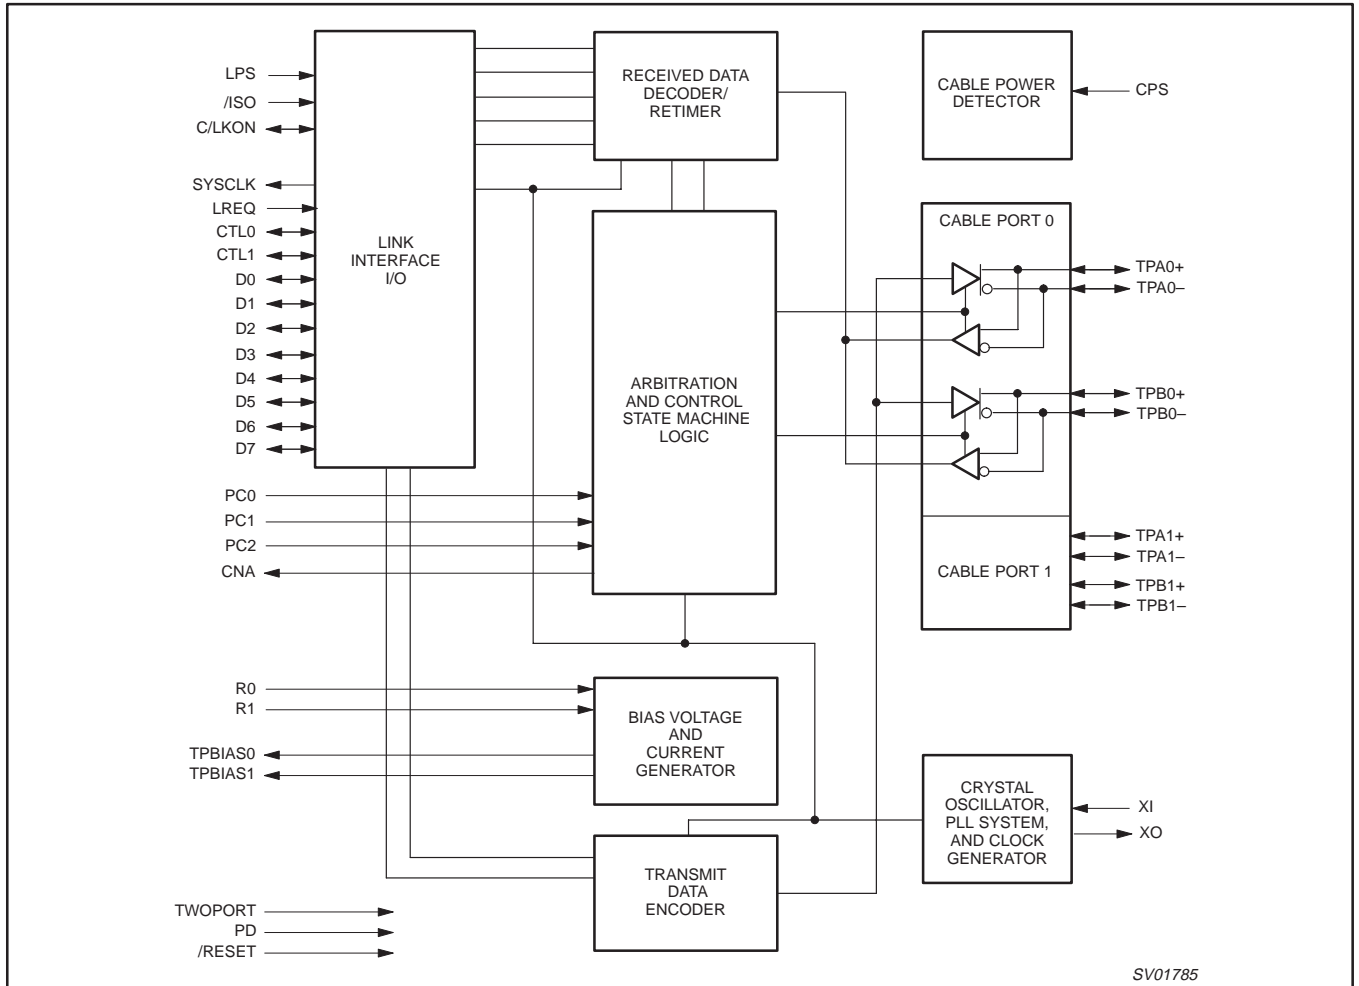 LPS
/ISO
C/LKON
SYSCLK
LREQ
CTL0
CTL1
D0
D1
D2
D3
D4
D5
D6
D7
LINK
INTERFACE
I/O
RECEIVED DATA
DECODER/
RETIMER
CABLE POWER
DETECTOR
CPS
ARBITRATION
AND CONTROL
STATE MACHINE
LOGIC
CABLE PORT 0
TPA0+
TPA0–
TPB0+
TPB0–
CABLE PORT 1
TPA1+
TPA1–
TPB1+
TPB1–
PC0
PC1
PC2
CNA
R0
R1
TPBIAS0
TPBIAS1
BIAS VOLTAGE
AND
CURRENT
GENERATOR
CRYSTAL
OSCILLATOR,
PLL SYSTEM,
AND CLOCK
GENERATOR
XI
XO
TRANSMIT
DATA
ENCODER
TWOPORT
PD
/RESET
SV01785